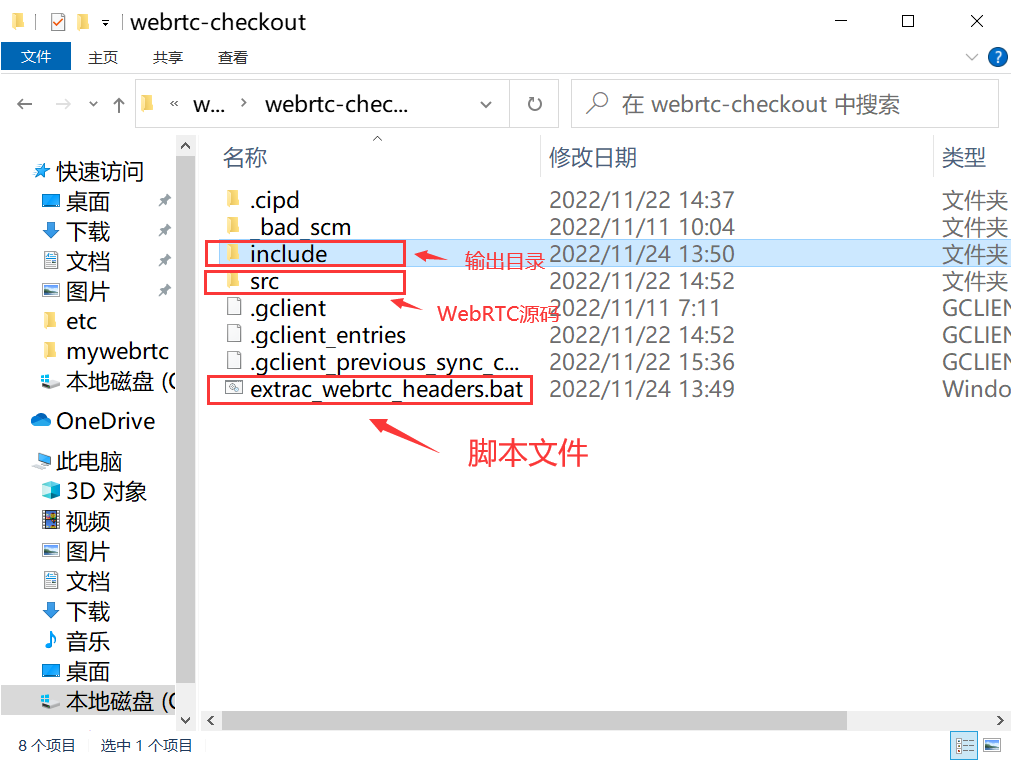 webrtc-checkout
文件 主页 共享 查看
« w... › webrtc-chec... 在 webrtc-checkout 中搜索
名称 修改日期 类型
快速访问
桌面
下载
文档
图片
etc
mywebrtc
本地磁盘 (C
OneDrive
此电脑
3D 对象
视频
图片
文档
下载
音乐
桌面
本地磁盘 (C
.cipd 2022/11/22 14:37 文件夹
_bad_scm 2022/11/11 10:04 文件夹
include 2022/11/24 13:50 文件夹
输出目录
src 2022/11/22 14:52 文件夹
.gclient 2022/11/11 7:11 GCLIEN
WebRTC源码
.gclient_entries 2022/11/22 14:52 GCLIEN
.gclient_previous_sync_c... 2022/11/22 15:36 GCLIEN
extrac_webrtc_headers.bat 2022/11/24 13:49 Windo
脚本文件
8 个项目 选中 1 个项目